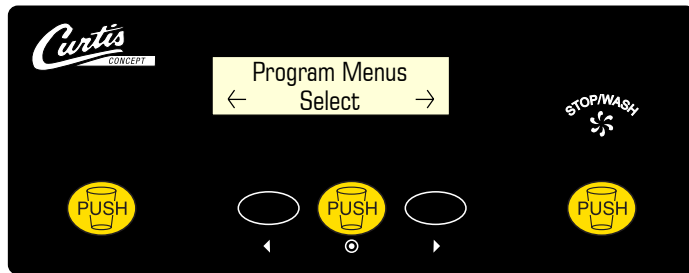 Curtis
CONCEPT
Program Menus
← Select →
STOP/WASH
PUSH
PUSH
PUSH